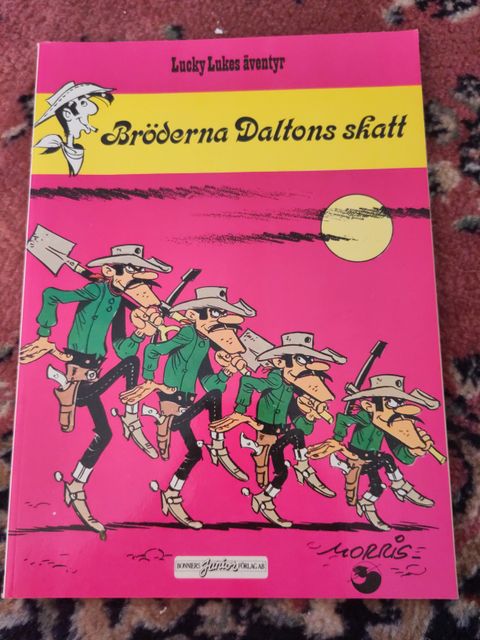 Lucky Lukes äventyr
Bröderna Daltons skatt
MORRIS
BONNIERS Junior FÖRLAG AB